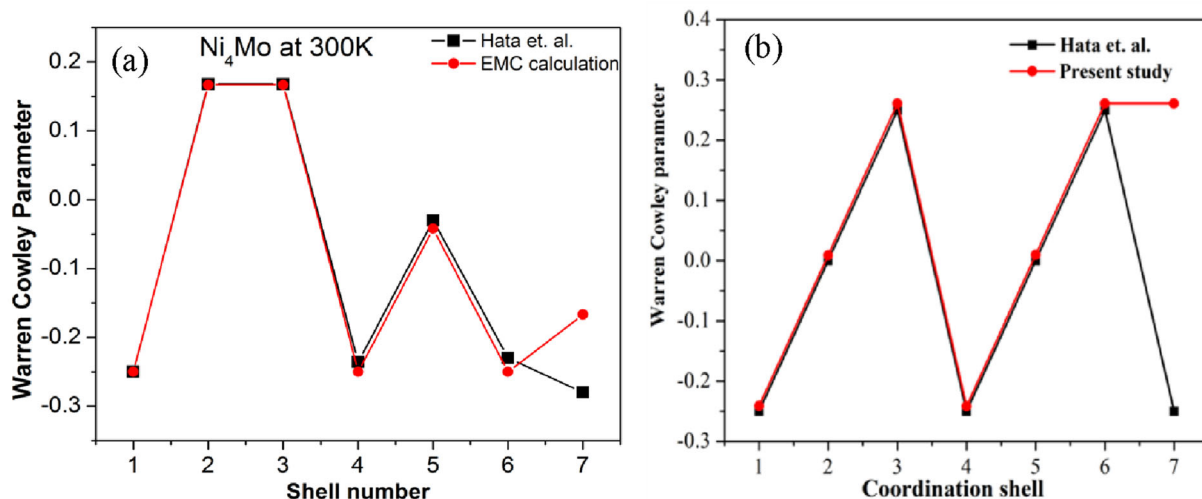 (a)
Ni4Mo at 300K
Hata et. al.
EMC calculation
Warren Cowley Parameter
0.2
0.1
0.0
-0.1
-0.2
-0.3
1 2 3 4 5 6 7
Shell number
(b)
Hata et. al.
Present study
Warren Cowley parameter
0.4
0.3
0.2
0.1
0.0
-0.1
-0.2
-0.3
1 2 3 4 5 6 7
Coordination shell